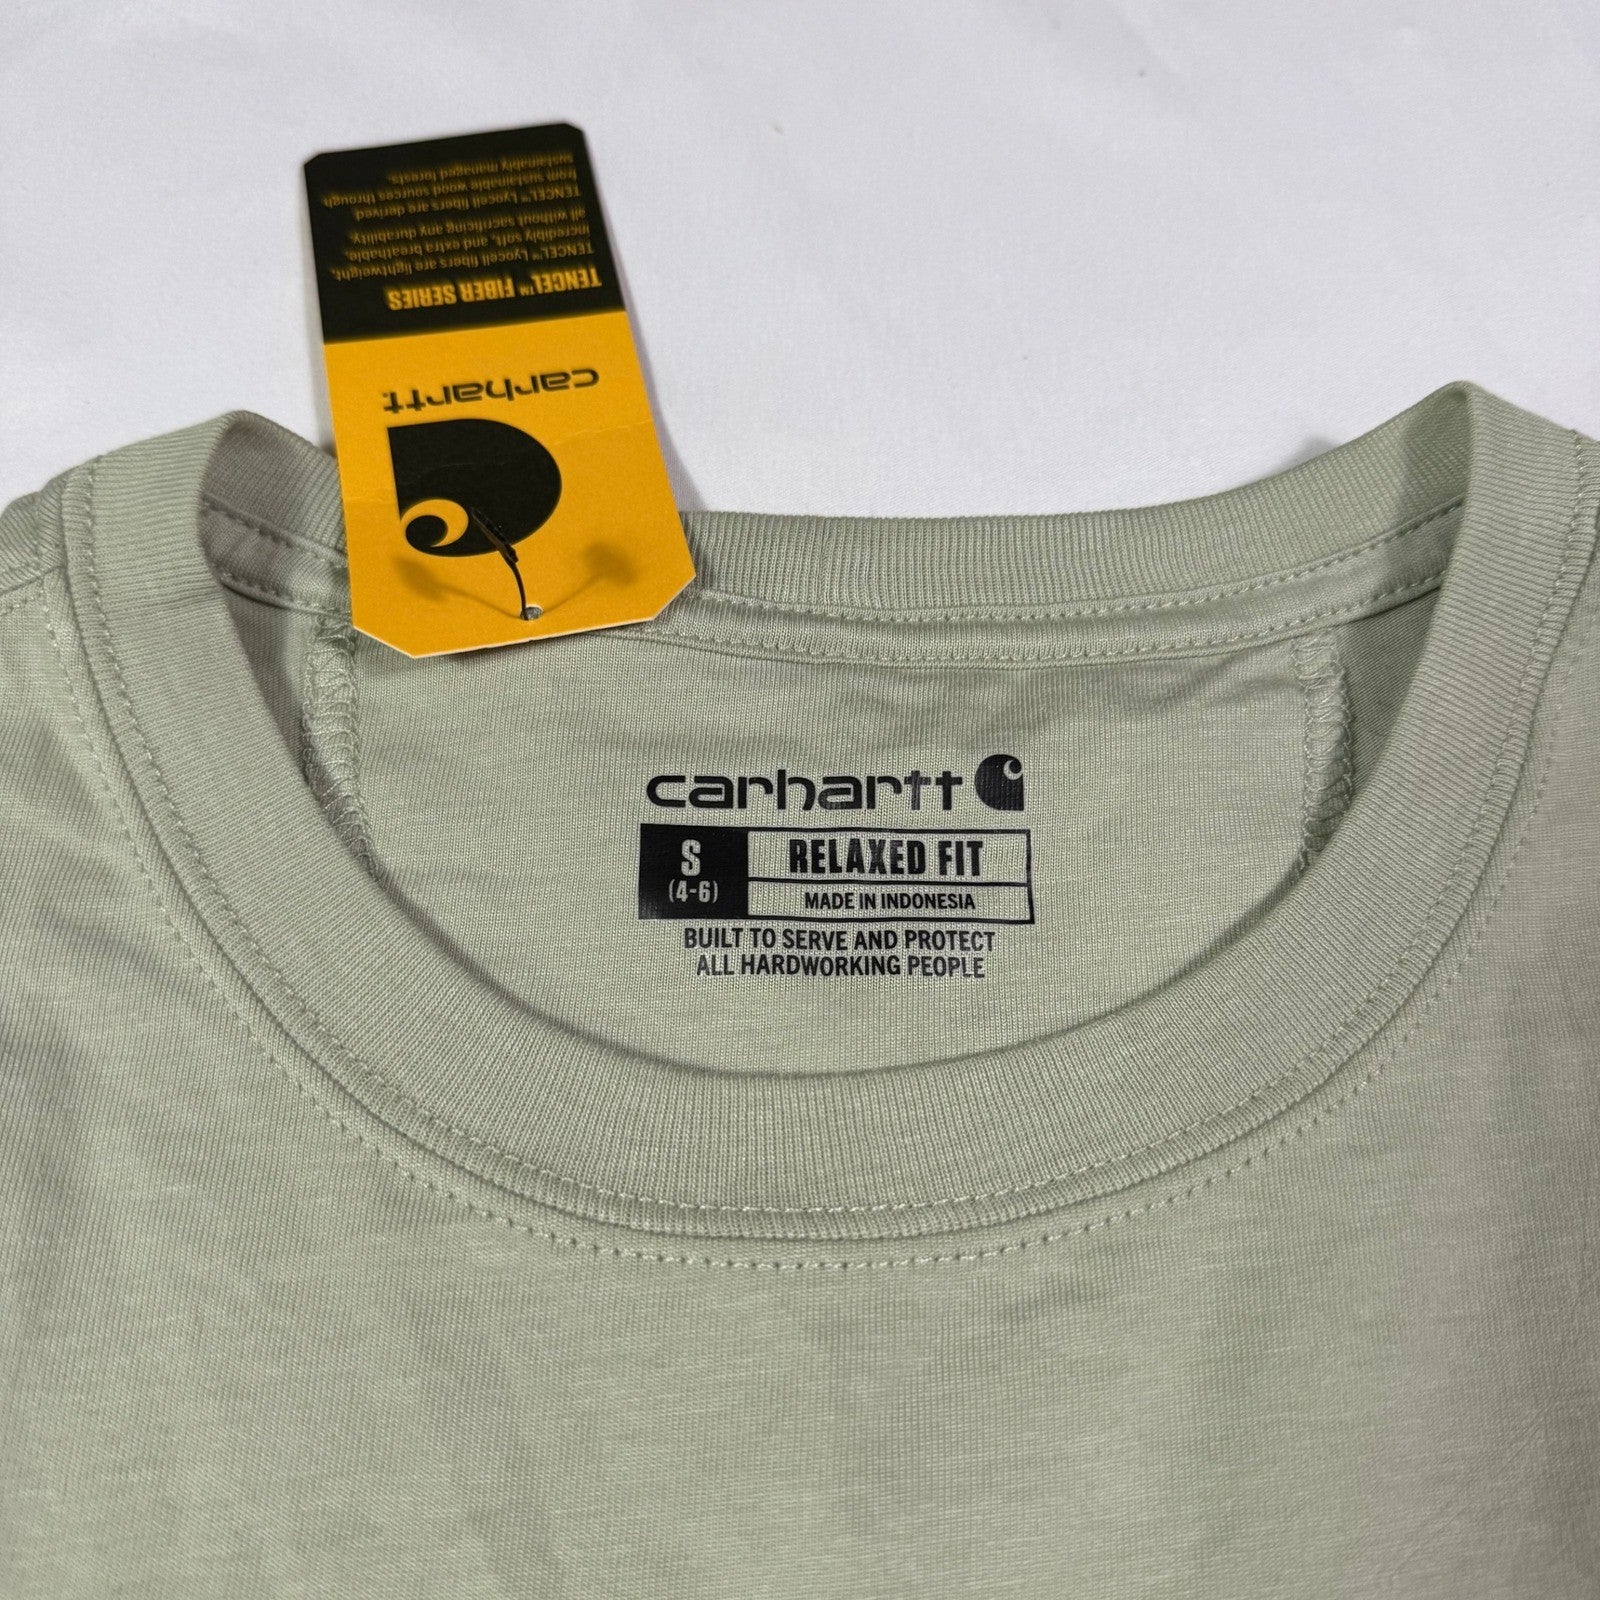 carhartt
TENCEL™ FIBER SERIES
TENCEL™ Lyocell fibers are lightweight,
incredibly soft, and extra breathable,
all without sacrificing any durability.
TENCEL™ Lyocell fibers are derived
from sustainable wood sources through
sustainably managed forests.
carhartt
S
(4-6)
RELAXED FIT
MADE IN INDONESIA
BUILT TO SERVE AND PROTECT
ALL HARDWORKING PEOPLE